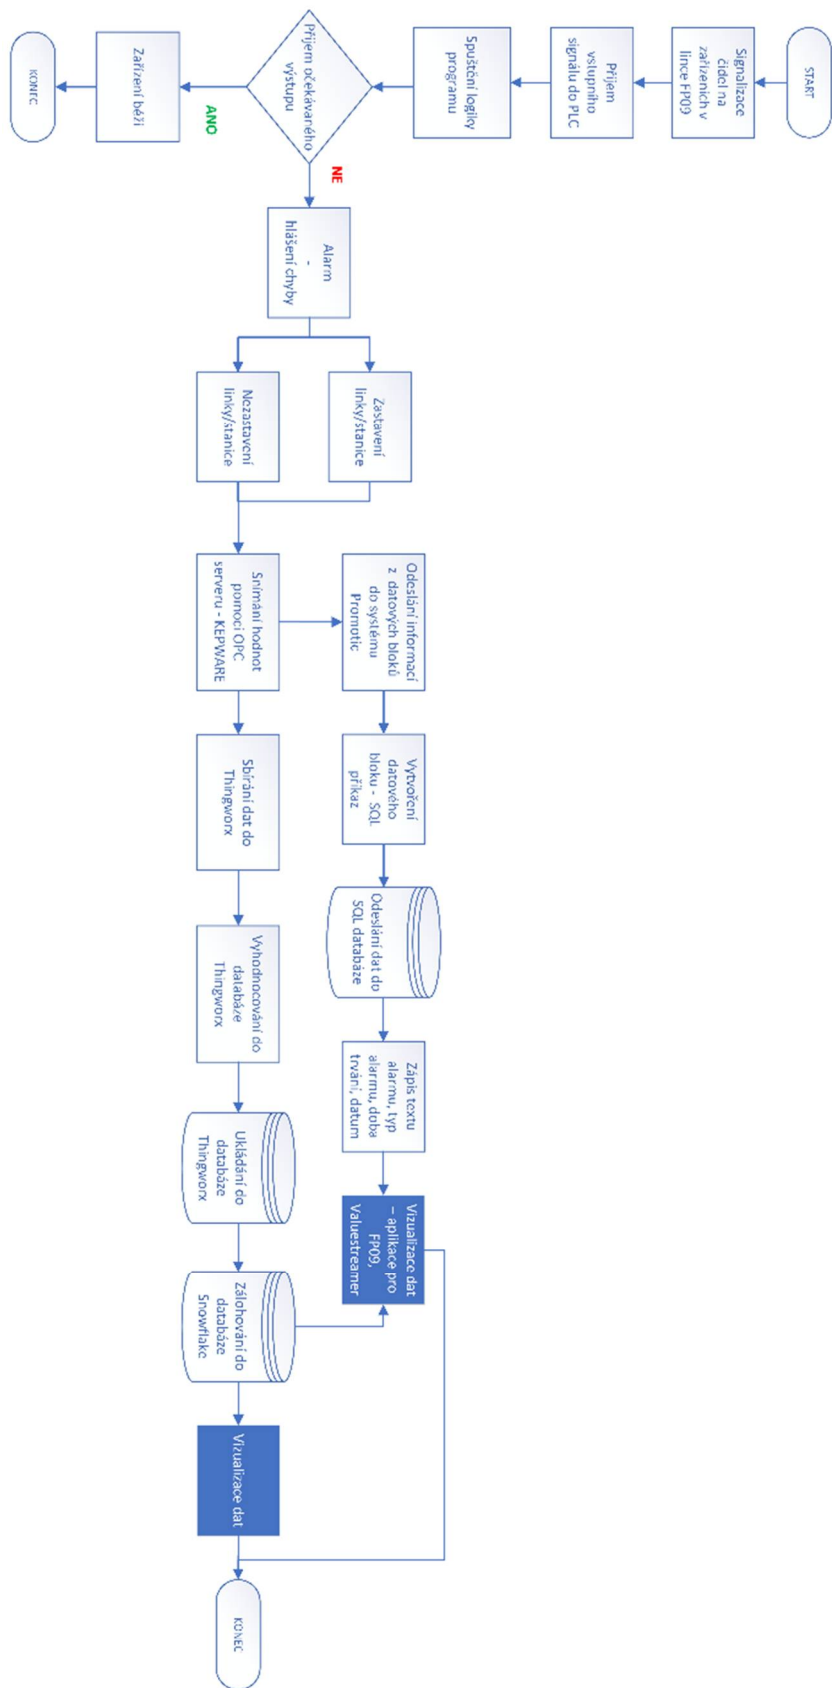 START
Signalizace
čidel na
zařízeních v
lince FP09
Příjem
vstupního
signálu do PLC
Spuštění logiky
programu
Příjem očekávaného
výstupu
ANO
Zařízení běží
KONEC
NE
Alarm
-
hlášení chyby
Zastavení
linky/stanice
Nezastavení
linky/stanice
Odeslání informací
z datových bloků
do systému
Promotic
Snímání hodnot
pomocí OPC
serveru - KEPWARE
Vytvoření
datového
bloku - SQL
příkaz
Sbírání dat do
Thingworx
Odeslání dat do
SQL databáze
Vyhodnocování do
databáze
Thingworx
Zápis textu
alarmu, typ
alarmu, doba
trvání, datum
Ukládání do
databáze
Thingworx
Vizualizace dat
– aplikace pro
FP09,
Valuestreamer
Zálohování do
databáze
Snowflake
Vizualizace dat
KONEC